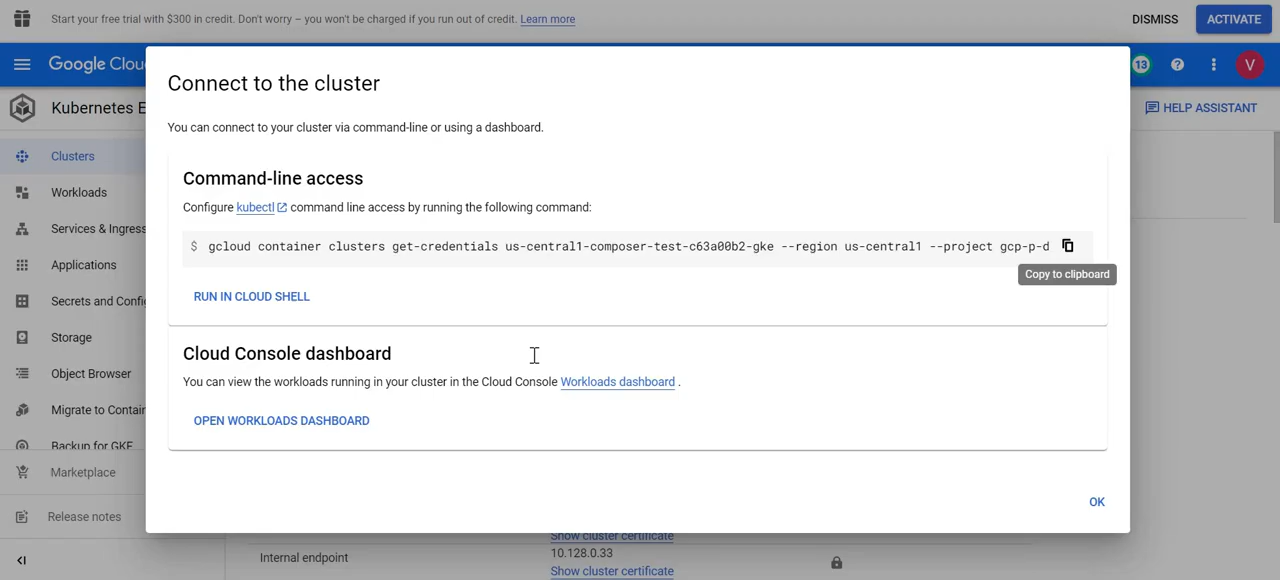 Start your free trial with $300 in credit. Don't worry – you won't be charged if you run out of credit. Learn more
DISMISS
ACTIVATE
Google Clou
13
V
Kubernetes E
HELP ASSISTANT
Clusters
Workloads
Services & Ingress
Applications
Secrets and Confi
Storage
Object Browser
Migrate to Contain
Backup for GKE
Marketplace
Release notes
Connect to the cluster
You can connect to your cluster via command-line or using a dashboard.
Command-line access
Configure kubectl command line access by running the following command:
$ gcloud container clusters get-credentials us-central1-composer-test-c63a00b2-gke --region us-central1 --project gcp-p-d
Copy to clipboard
RUN IN CLOUD SHELL
Cloud Console dashboard
You can view the workloads running in your cluster in the Cloud Console Workloads dashboard .
OPEN WORKLOADS DASHBOARD
OK
Show cluster certificate
Internal endpoint
10.128.0.33
Show cluster certificate